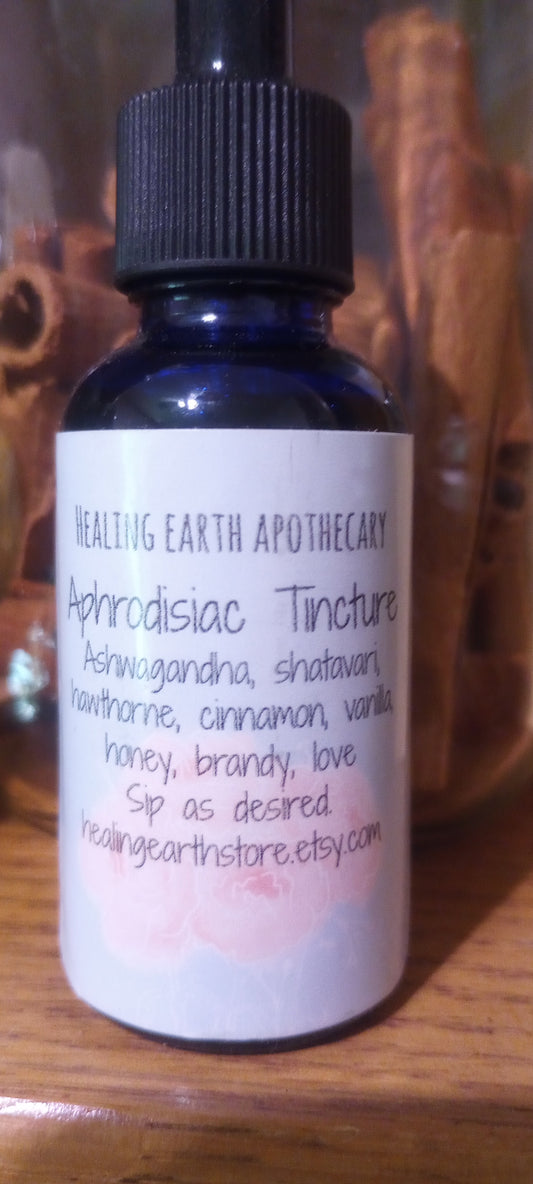 HEALING EARTH APOTHECARY
Aphrodisiac Tincture
Ashwagandha, shatavari,
hawthorne, cinnamon, vanilla,
honey, brandy, love
Sip as desired.
healingearthstore.etsy.com